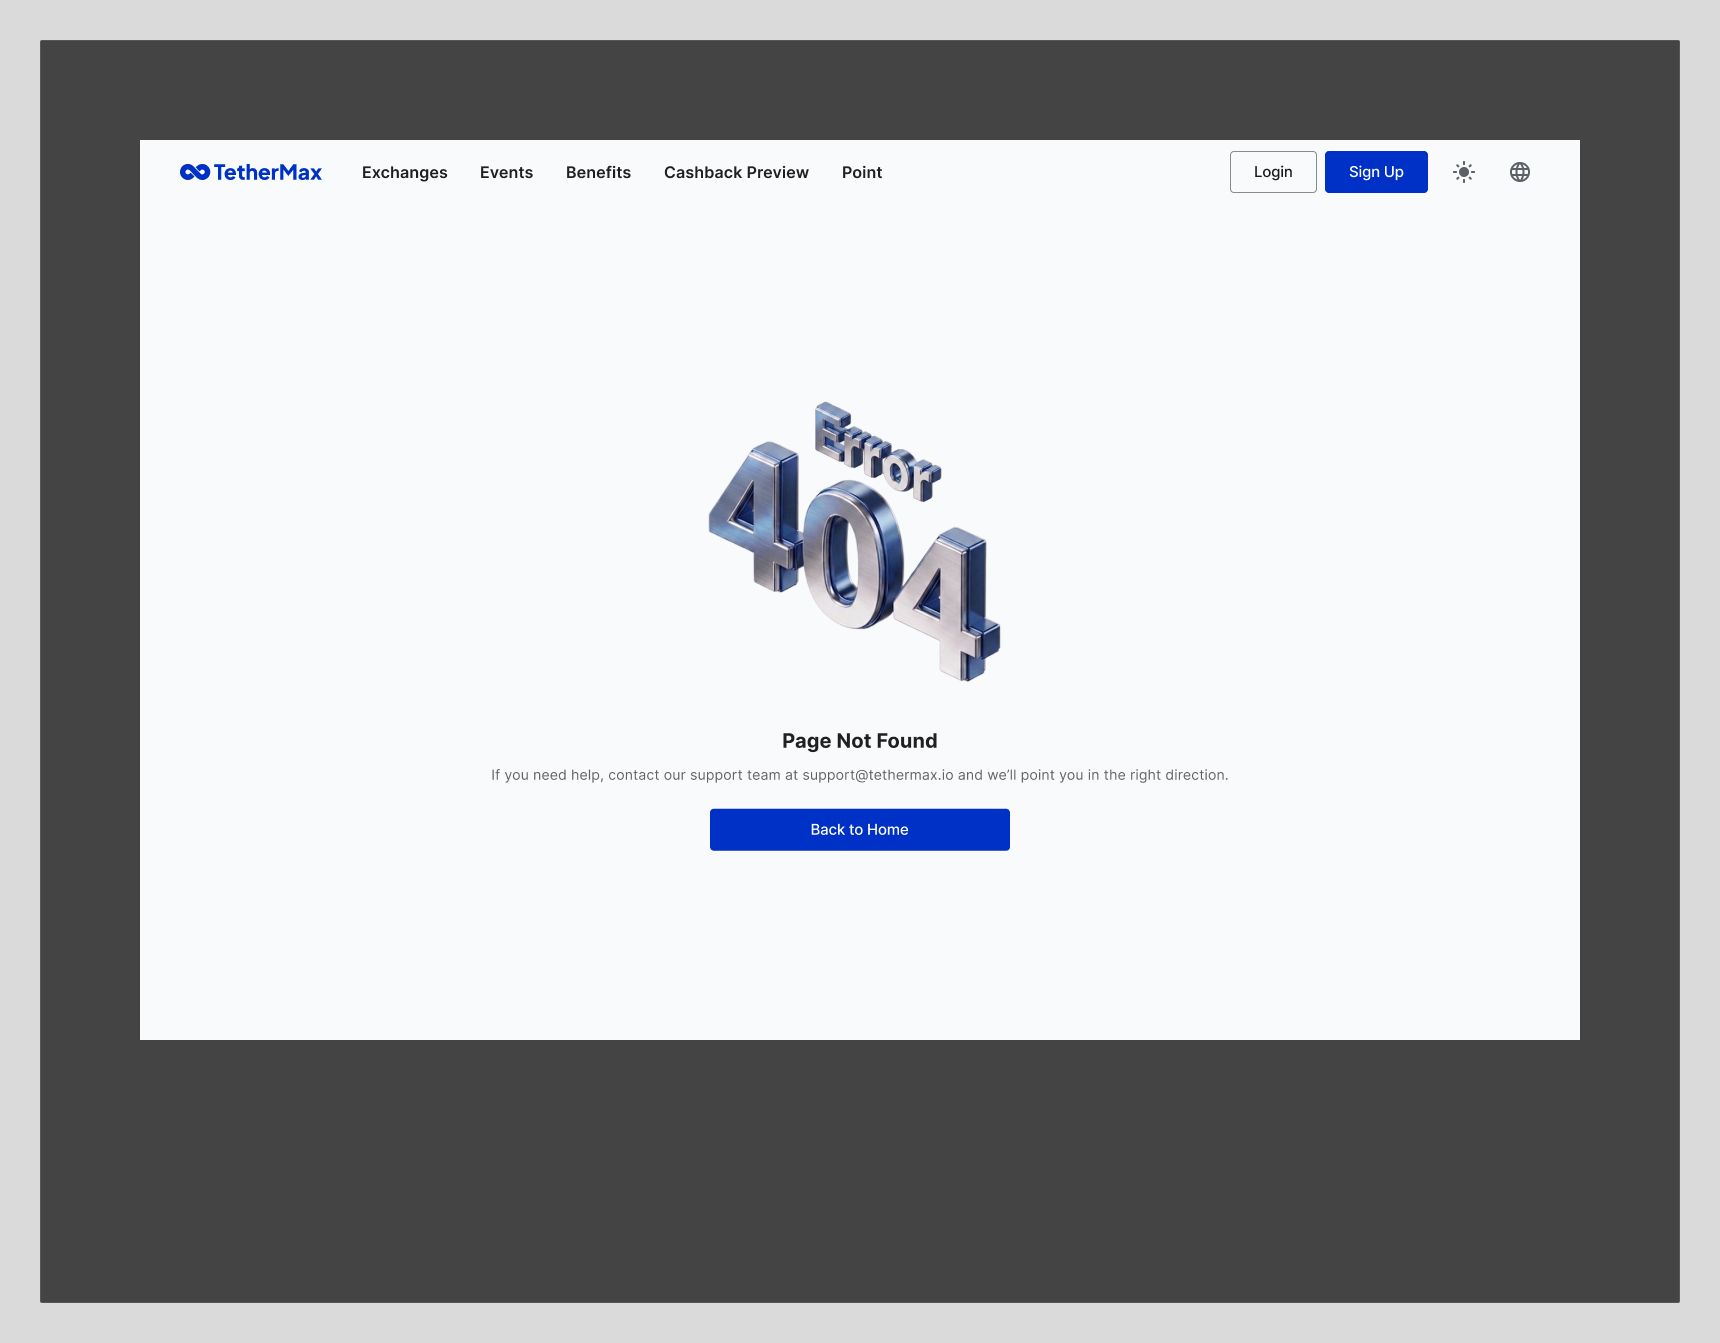 TetherMax Exchanges Events Benefits Cashback Preview Point Login Sign Up
Error
404
Page Not Found
If you need help, contact our support team at support@tethermax.io and we’ll point you in the right direction.
Back to Home